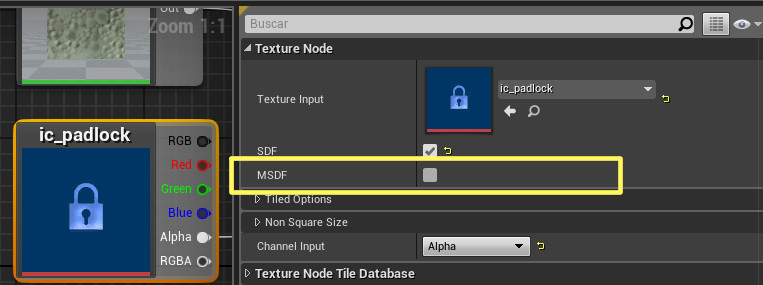 Out
Zoom 1:1
ic_padlock
RGB
Red
Green
Blue
Alpha
RGBA
Buscar
Texture Node
Texture Input
ic_padlock
SDF
MSDF
Tiled Options
Non Square Size
Channel Input
Alpha
Texture Node Tile Database